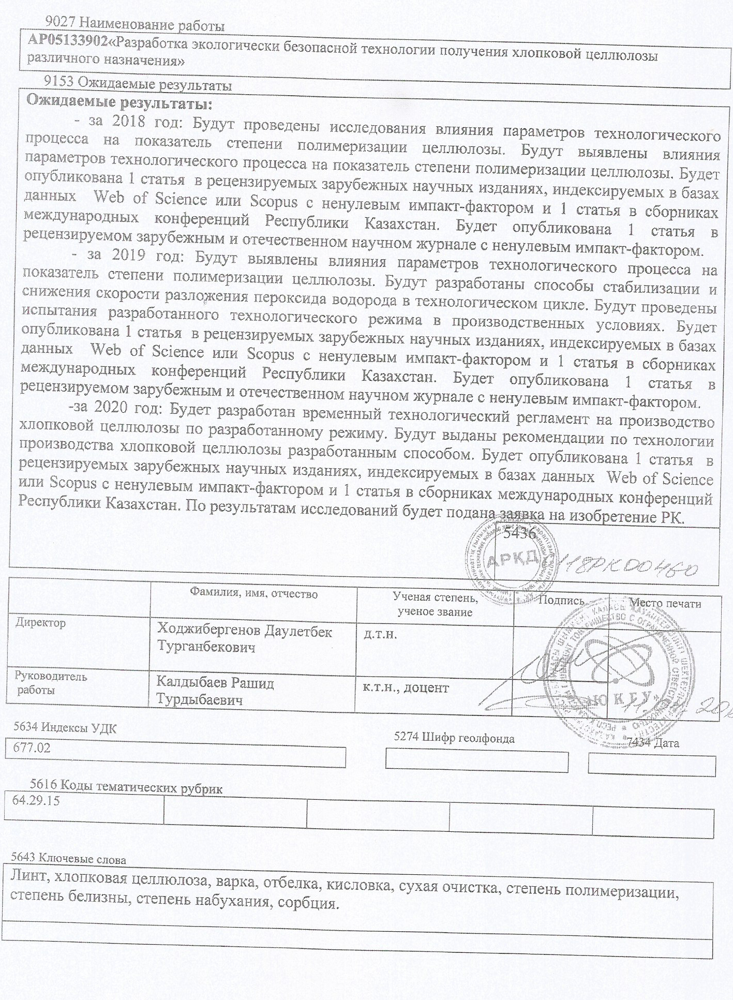 9027 Наименование работы
АР05133902«Разработка экологически безопасной технологии получения хлопковой целлюлозы
различного назначения»
9153 Ожидаемые результаты
Ожидаемые результаты:
- за 2018 год: Будут проведены исследования влияния параметров технологического
процесса на показатель степени полимеризации целлюлозы. Будут выявлены влияния
параметров технологического процесса на показатель степени полимеризации целлюлозы. Будет
опубликована 1 статья в рецензируемых зарубежных научных изданиях, индексируемых в базах
данных Web of Science или Scopus с ненулевым импакт-фактором и 1 статья в сборниках
международных конференций Республики Казахстан. Будет опубликована 1 статья в
рецензируемом зарубежным и отечественном научном журнале с ненулевым импакт-фактором.
- за 2019 год: Будут выявлены влияния параметров технологического процесса на
показатель степени полимеризации целлюлозы. Будут разработаны способы стабилизации и
снижения скорости разложения пероксида водорода в технологическом цикле. Будут проведены
испытания разработанного технологического режима в производственных условиях. Будет
опубликована 1 статья в рецензируемых зарубежных научных изданиях, индексируемых в базах
данных Web of Science или Scopus с ненулевым импакт-фактором и 1 статья в сборниках
международных конференций Республики Казахстан. Будет опубликована 1 статья в
рецензируемом зарубежным и отечественном научном журнале с ненулевым импакт-фактором.
-за 2020 год: Будет разработан временный технологический регламент на производство
хлопковой целлюлозы по разработанному режиму. Будут выданы рекомендации по технологии
производства хлопковой целлюлозы разработанным способом. Будет опубликована 1 статья в
рецензируемых зарубежных научных изданиях, индексируемых в базах данных Web of Science
или Scopus с ненулевым импакт-фактором и 1 статья в сборниках международных конференций
Республики Казахстан. По результатам исследований будет подана заявка на изобретение РК.
5436
АРҚД
0118РК00460
Фамилия, имя, отчество
Ученая степень,
ученое звание
Подпись
Место печати
Директор
Ходжибергенов Даулетбек
Турганбекович
д.т.н.
Руководитель
работы
Калдыбаев Рашид
Турдыбаевич
к.т.н., доцент
ЮКГУ
5634 Индексы УДК
5274 Шифр геолфонда
7434 Дата
677.02
5616 Коды тематических рубрик
64.29.15
5643 Ключевые слова
Линт, хлопковая целлюлоза, варка, отбелка, кисловка, сухая очистка, степень полимеризации,
степень белизны, степень набухания, сорбция.